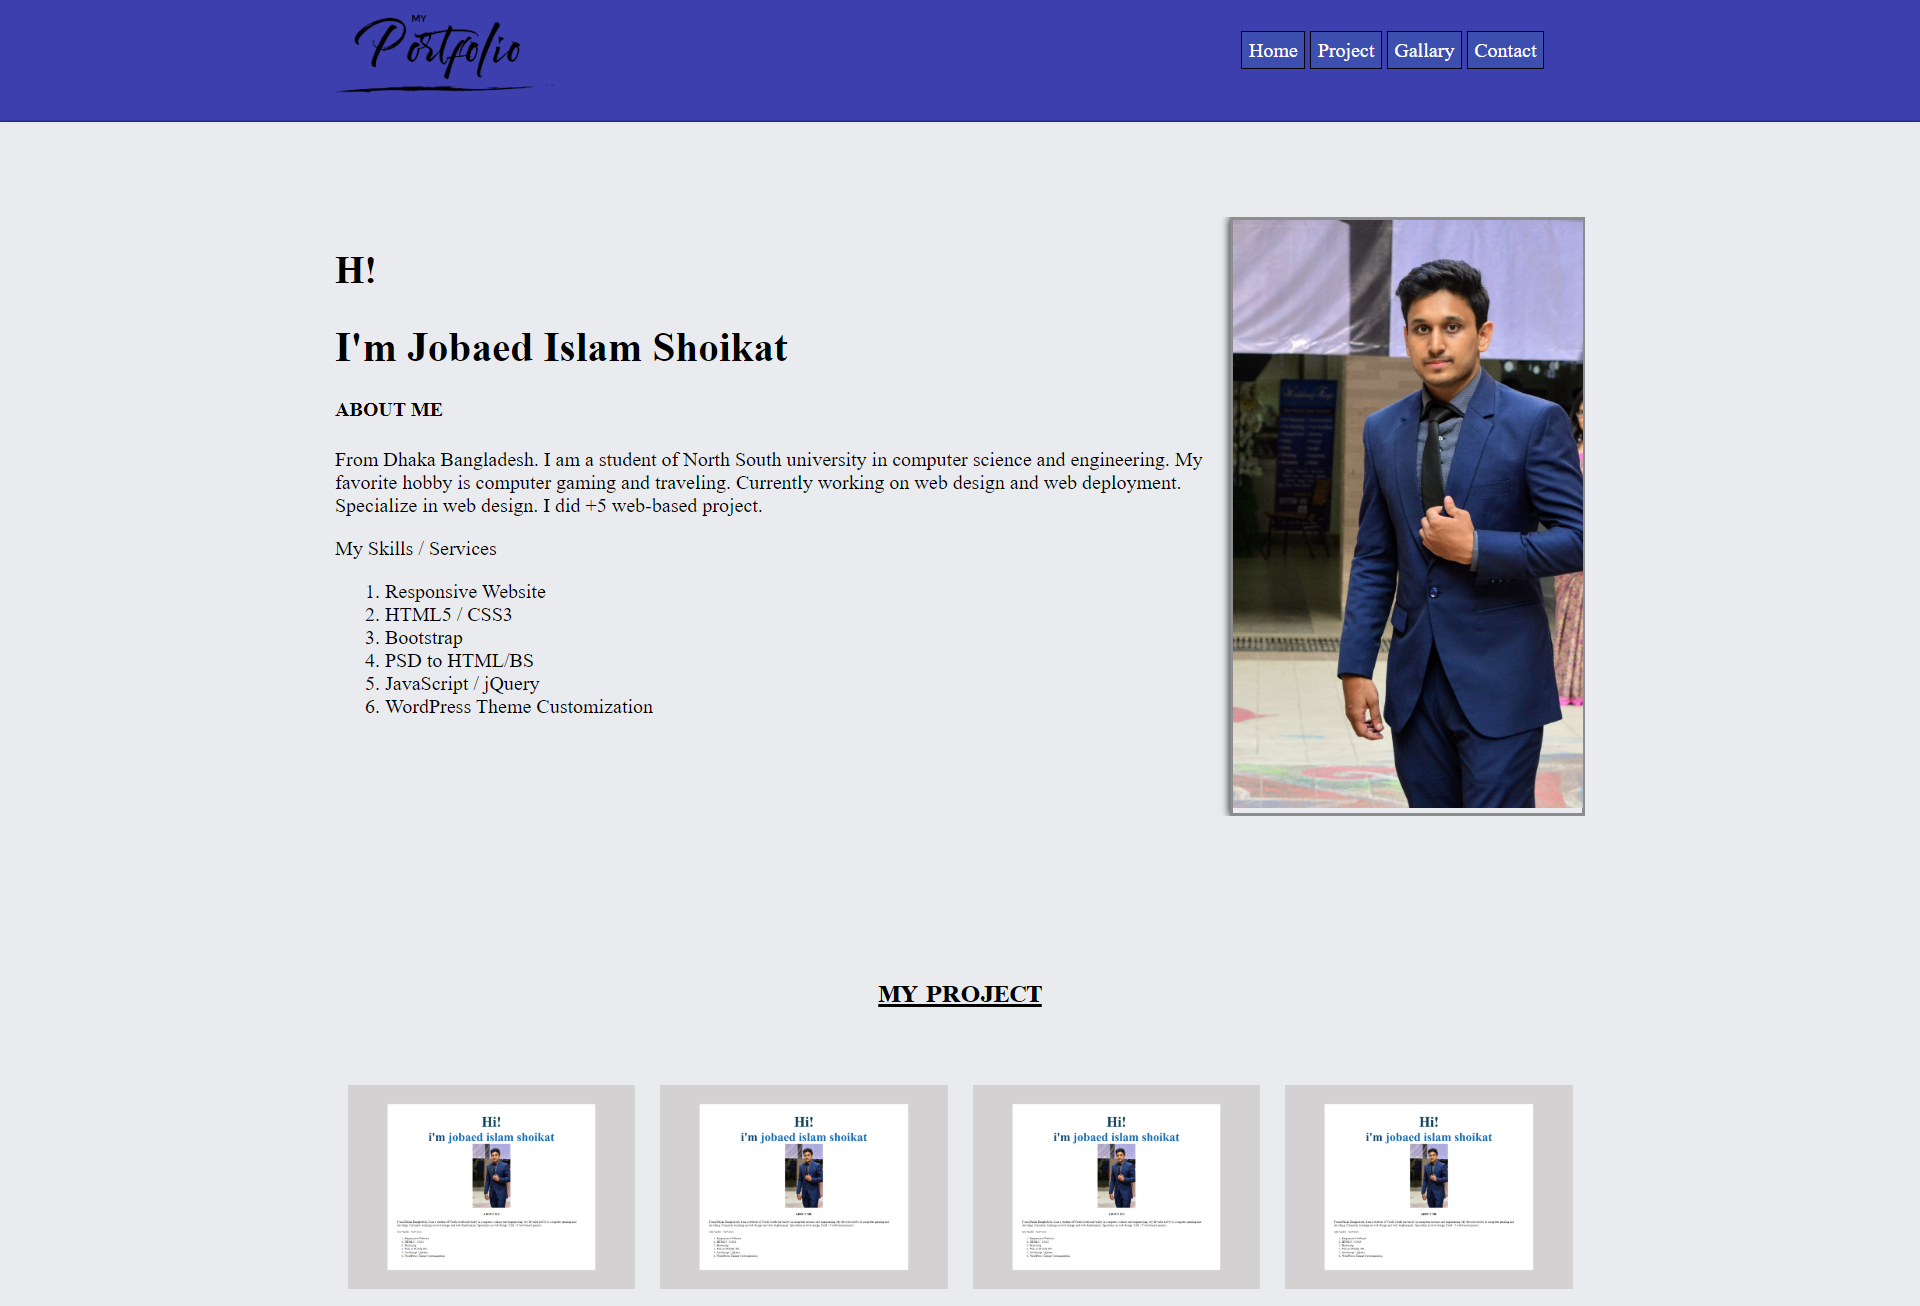 MY
Portfolio
Home Project Gallary Contact
H!
I'm Jobaed Islam Shoikat
ABOUT ME
From Dhaka Bangladesh. I am a student of North South university in computer science and engineering. My
favorite hobby is computer gaming and traveling. Currently working on web design and web deployment.
Specialize in web design. I did +5 web-based project.
My Skills / Services
1. Responsive Website
2. HTML5 / CSS3
3. Bootstrap
4. PSD to HTML/BS
5. JavaScript / jQuery
6. WordPress Theme Customization
MY PROJECT
Hi!
i'm jobaed islam shoikat
Hi!
i'm jobaed islam shoikat
Hi!
i'm jobaed islam shoikat
Hi!
i'm jobaed islam shoikat